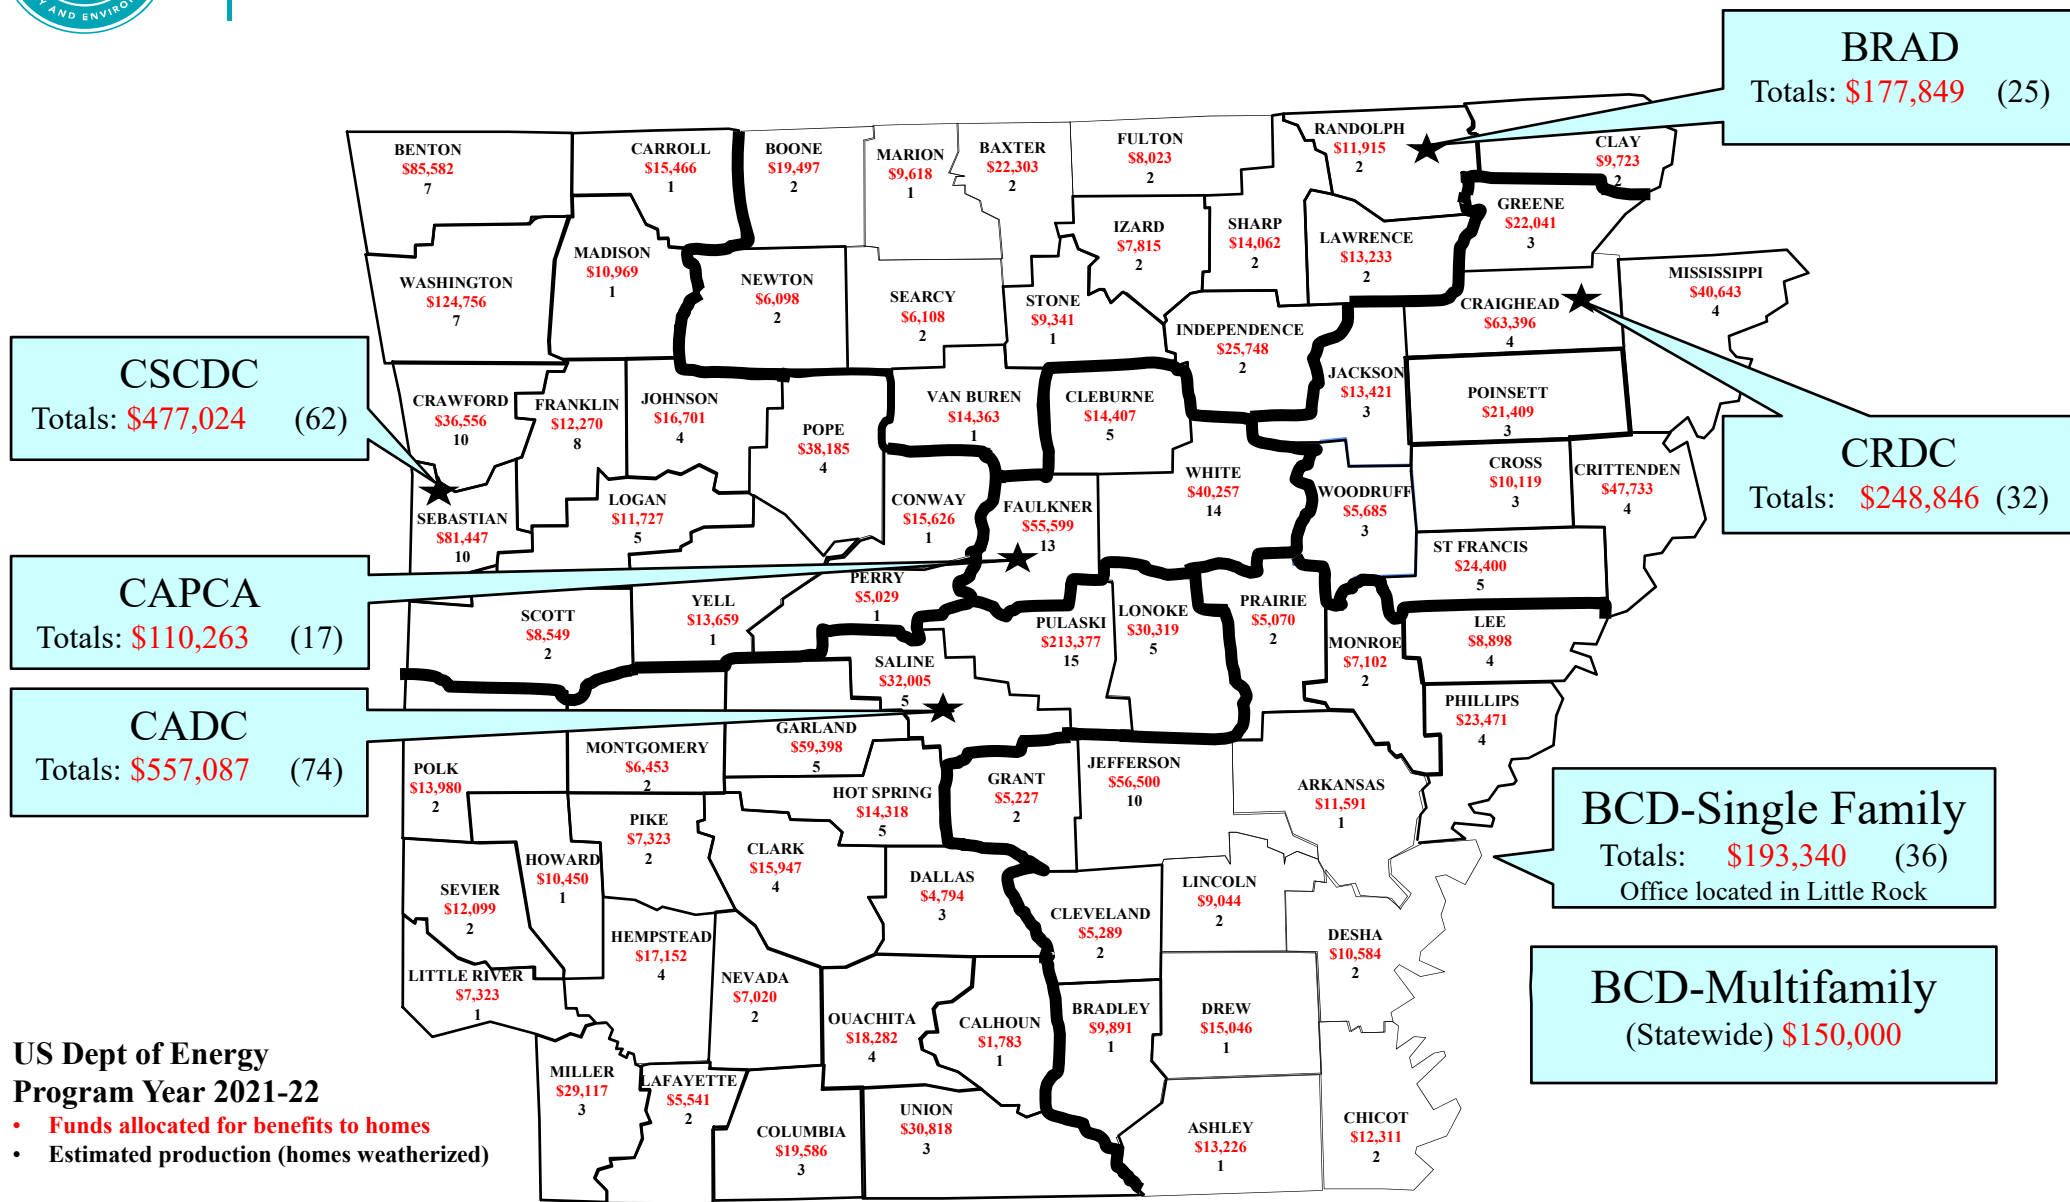 Y AND ENVIRO
BRAD
Totals: $177,849 (25)
BENTON
$85,582
7
CARROLL
$15,466
1
BOONE
$19,497
2
MARION
$9,618
1
BAXTER
$22,303
2
FULTON
$8,023
2
RANDOLPH
$11,915
2
CLAY
$9,723
2
GREENE
$22,041
3
IZARD
$7,815
2
SHARP
$14,062
2
LAWRENCE
$13,233
2
MADISON
$10,969
1
WASHINGTON
$124,756
7
NEWTON
$6,098
2
SEARCY
$6,108
2
STONE
$9,341
1
MISSISSIPPI
$40,643
4
CRAIGHEAD
$63,396
4
INDEPENDENCE
$25,748
2
CSCDC
Totals: $477,024 (62)
CRAWFORD
$36,556
10
FRANKLIN
$12,270
8
JOHNSON
$16,701
4
POPE
$38,185
4
VAN BUREN
$14,363
1
CLEBURNE
$14,407
5
JACKSON
$13,421
3
POINSETT
$21,409
3
CRDC
Totals: $248,846 (32)
WHITE
$40,257
14
CROSS
$10,119
3
CRITTENDEN
$47,733
4
WOODRUFF
$5,685
3
LOGAN
$11,727
5
CONWAY
$15,626
1
FAULKNER
$55,599
13
SEBASTIAN
$81,447
10
ST FRANCIS
$24,400
5
CAPCA
Totals: $110,263 (17)
PERRY
$5,029
1
YELL
$13,659
1
SCOTT
$8,549
2
PULASKI
$213,377
15
LONOKE
$30,319
5
PRAIRIE
$5,070
2
MONROE
$7,102
2
LEE
$8,898
4
SALINE
$32,005
5
PHILLIPS
$23,471
4
CADC
Totals: $557,087 (74)
GARLAND
$59,398
5
MONTGOMERY
$6,453
2
POLK
$13,980
2
HOT SPRING
$14,318
5
GRANT
$5,227
2
JEFFERSON
$56,500
10
ARKANSAS
$11,591
1
BCD-Single Family
Totals: $193,340 (36)
Office located in Little Rock
PIKE
$7,323
2
CLARK
$15,947
4
HOWARD
$10,450
1
SEVIER
$12,099
2
DALLAS
$4,794
3
LINCOLN
$9,044
2
CLEVELAND
$5,289
2
DESHA
$10,584
2
HEMPSTEAD
$17,152
4
LITTLE RIVER
$7,323
1
NEVADA
$7,020
2
OUACHITA
$18,282
4
CALHOUN
$1,783
1
BRADLEY
$9,891
1
DREW
$15,046
1
BCD-Multifamily
(Statewide) $150,000
US Dept of Energy
Program Year 2021-22
• Funds allocated for benefits to homes
• Estimated production (homes weatherized)
MILLER
$29,117
3
LAFAYETTE
$5,541
2
COLUMBIA
$19,586
3
UNION
$30,818
3
ASHLEY
$13,226
1
CHICOT
$12,311
2